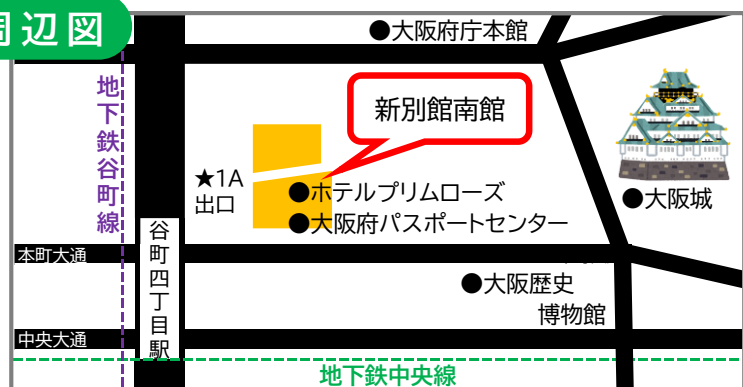 周辺図
●大阪府庁本館
地下鉄谷町線
新別館南館
★1A
出口
●ホテルプリムローズ
●大阪府パスポートセンター
●大阪城
谷町四丁目駅
本町大通
●大阪歴史
博物館
中央大通
地下鉄中央線